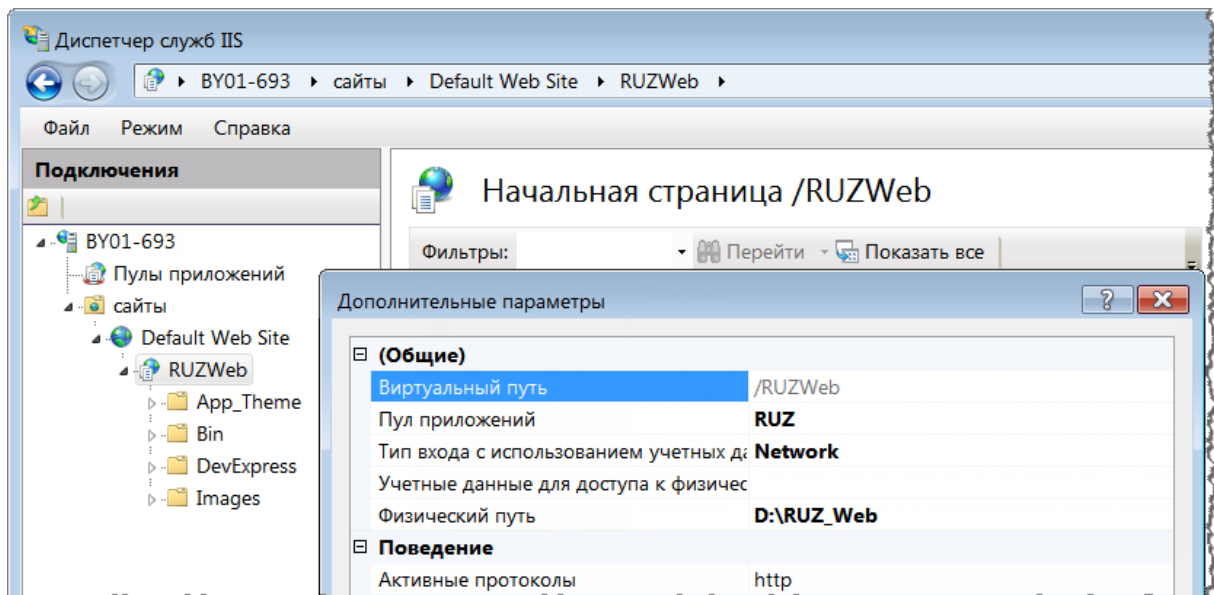 Диспетчер служб IIS
BY01-693 сайты Default Web Site RUZWeb
Файл Режим Справка
Подключения
BY01-693
Пулы приложений
сайты
Default Web Site
RUZWeb
App_Theme
Bin
DevExpress
Images
Начальная страница /RUZWeb
Фильтры: Перейти Показать все
Дополнительные параметры
(Общие)
Виртуальный путь /RUZWeb
Пул приложений RUZ
Тип входа с использованием учетных да Network
Учетные данные для доступа к физичес
Физический путь D:\RUZ_Web
Поведение
Активные протоколы http